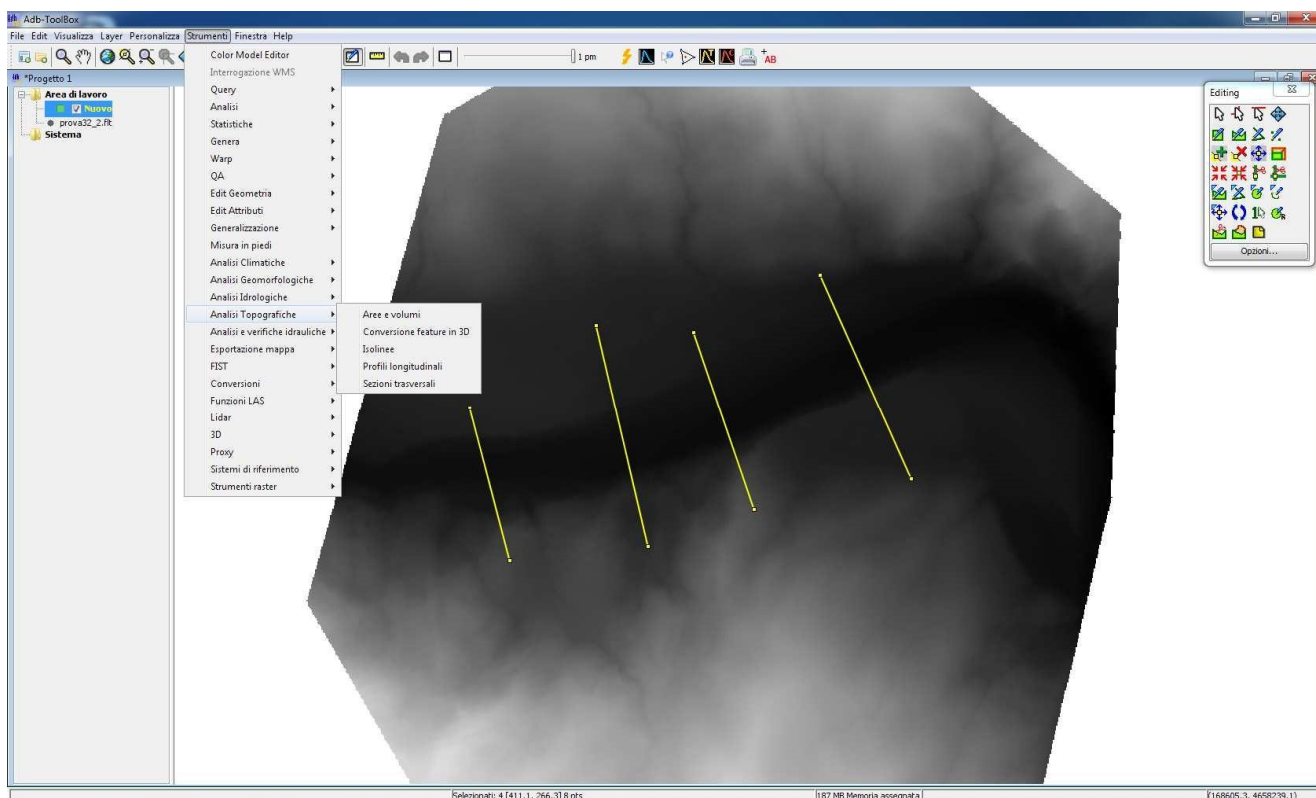 Adb-ToolBox
File Edit Visualizza Layer Personalizza Strumenti Finestra Help
1 pm
AB
*Progetto 1
Area di lavoro
Nuovo
prova32_2.flt
Sistema
Color Model Editor
Interrogazione WMS
Query
Analisi
Statistiche
Genera
Warp
QA
Edit Geometria
Edit Attributi
Generalizzazione
Misura in piedi
Analisi Climatiche
Analisi Geomorfologiche
Analisi Idrologiche
Analisi Topografiche
Analisi e verifiche idrauliche
Esportazione mappa
FIST
Conversioni
Funzioni LAS
Lidar
3D
Proxy
Sistemi di riferimento
Strumenti raster
Aree e volumi
Conversione feature in 3D
Isolinee
Profili longitudinali
Sezioni trasversali
Editing
Opzioni...
Selezionati: 4 [411.1, 266.3] 8 pts
187 MB Memoria assegnata
(168605.3, 4658239.1)